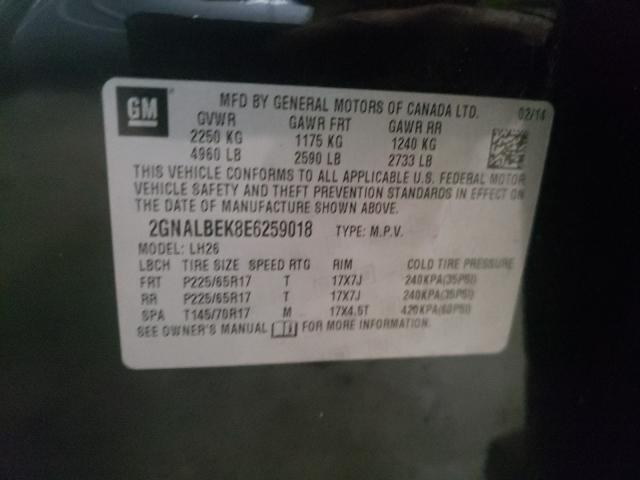 GM
MFD BY GENERAL MOTORS OF CANADA LTD. 02/14
GVWR GAWR FRT GAWR RR
2250 KG 1175 KG 1240 KG
4960 LB 2590 LB 2733 LB
THIS VEHICLE CONFORMS TO ALL APPLICABLE U.S. FEDERAL MOTOR
VEHICLE SAFETY AND THEFT PREVENTION STANDARDS IN EFFECT ON
THE DATE OF MANUFACTURE SHOWN ABOVE.
2GNALBEK8E6259018 TYPE: M.P.V.
MODEL: LH26
LBCH TIRE SIZE SPEED RTG RIM COLD TIRE PRESSURE
FRT P225/65R17 T 17X7J 240KPA(35PSI)
RR P225/65R17 T 17X7J 240KPA(35PSI)
SPA T145/70R17 M 17X4.5T 420KPA(60PSI)
SEE OWNER'S MANUAL FOR MORE INFORMATION.